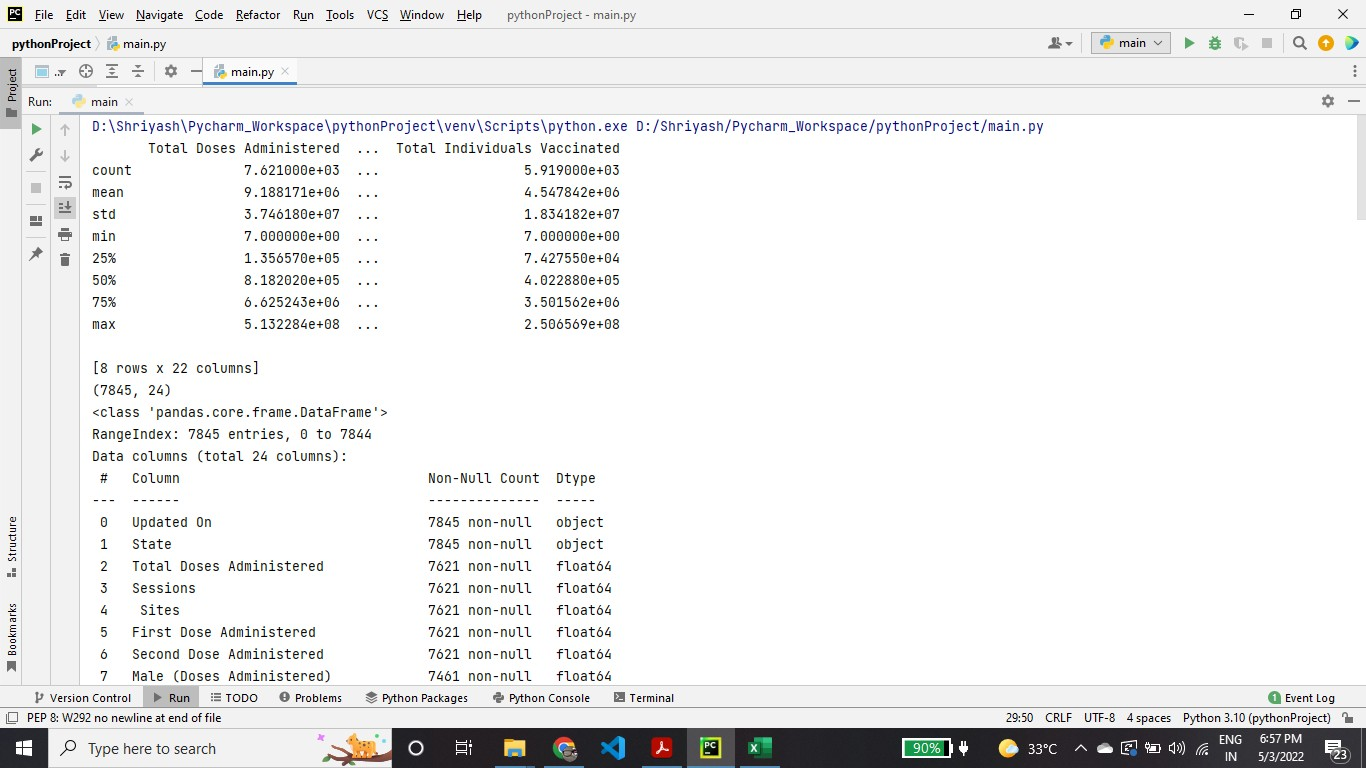 PC File Edit View Navigate Code Refactor Run Tools VCS Window Help pythonProject - main.py
pythonProject main.py main
Project .. main.py
Run: main
D:\Shriyash\Pycharm_Workspace\pythonProject\venv\Scripts\python.exe D:/Shriyash/Pycharm_Workspace/pythonProject/main.py
Total Doses Administered ... Total Individuals Vaccinated
count 7.621000e+03 ... 5.919000e+03
mean 9.188171e+06 ... 4.547842e+06
std 3.746180e+07 ... 1.834182e+07
min 7.000000e+00 ... 7.000000e+00
25% 1.356570e+05 ... 7.427550e+04
50% 8.182020e+05 ... 4.022880e+05
75% 6.625243e+06 ... 3.501562e+06
max 5.132284e+08 ... 2.506569e+08
[8 rows x 22 columns]
(7845, 24)
<class 'pandas.core.frame.DataFrame'>
RangeIndex: 7845 entries, 0 to 7844
Data columns (total 24 columns):
# Column Non-Null Count Dtype
--- ------ -------------- -----
0 Updated On 7845 non-null object
1 State 7845 non-null object
2 Total Doses Administered 7621 non-null float64
3 Sessions 7621 non-null float64
4 Sites 7621 non-null float64
5 First Dose Administered 7621 non-null float64
6 Second Dose Administered 7621 non-null float64
7 Male (Doses Administered) 7461 non-null float64
Structure
Bookmarks
Version Control Run TODO Problems Python Packages Python Console Terminal 1 Event Log
PEP 8: W292 no newline at end of file 29:50 CRLF UTF-8 4 spaces Python 3.10 (pythonProject)
Type here to search PC 90% 33°C ENG 6:57 PM
IN 5/3/2022 23